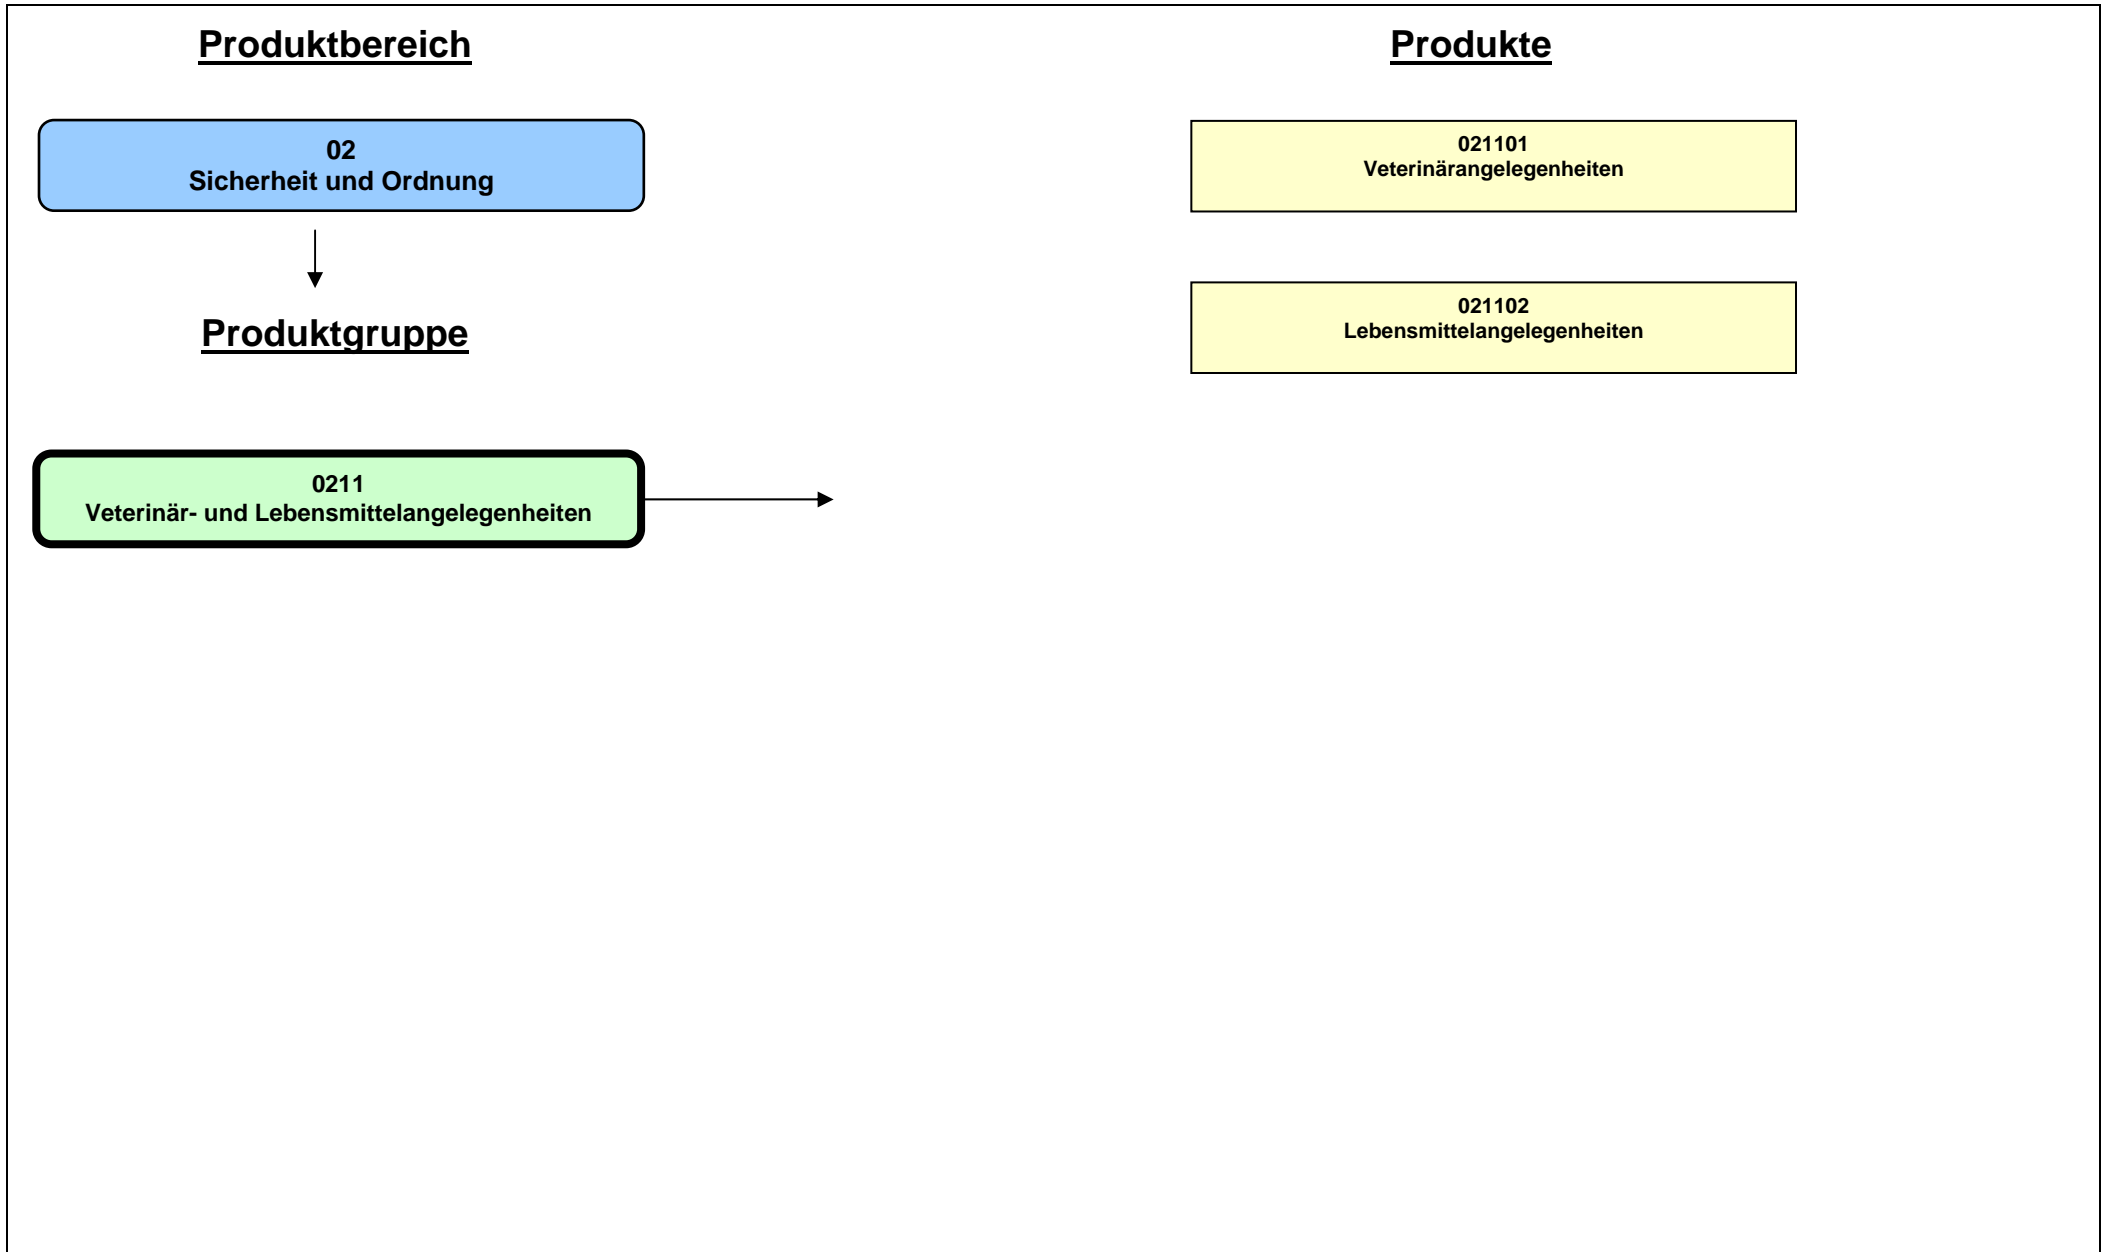 Produktbereich
02
Sicherheit und Ordnung
Produktgruppe
0211
Veterinär- und Lebensmittelangelegenheiten
Produkte
021101
Veterinärangelegenheiten
021102
Lebensmittelangelegenheiten